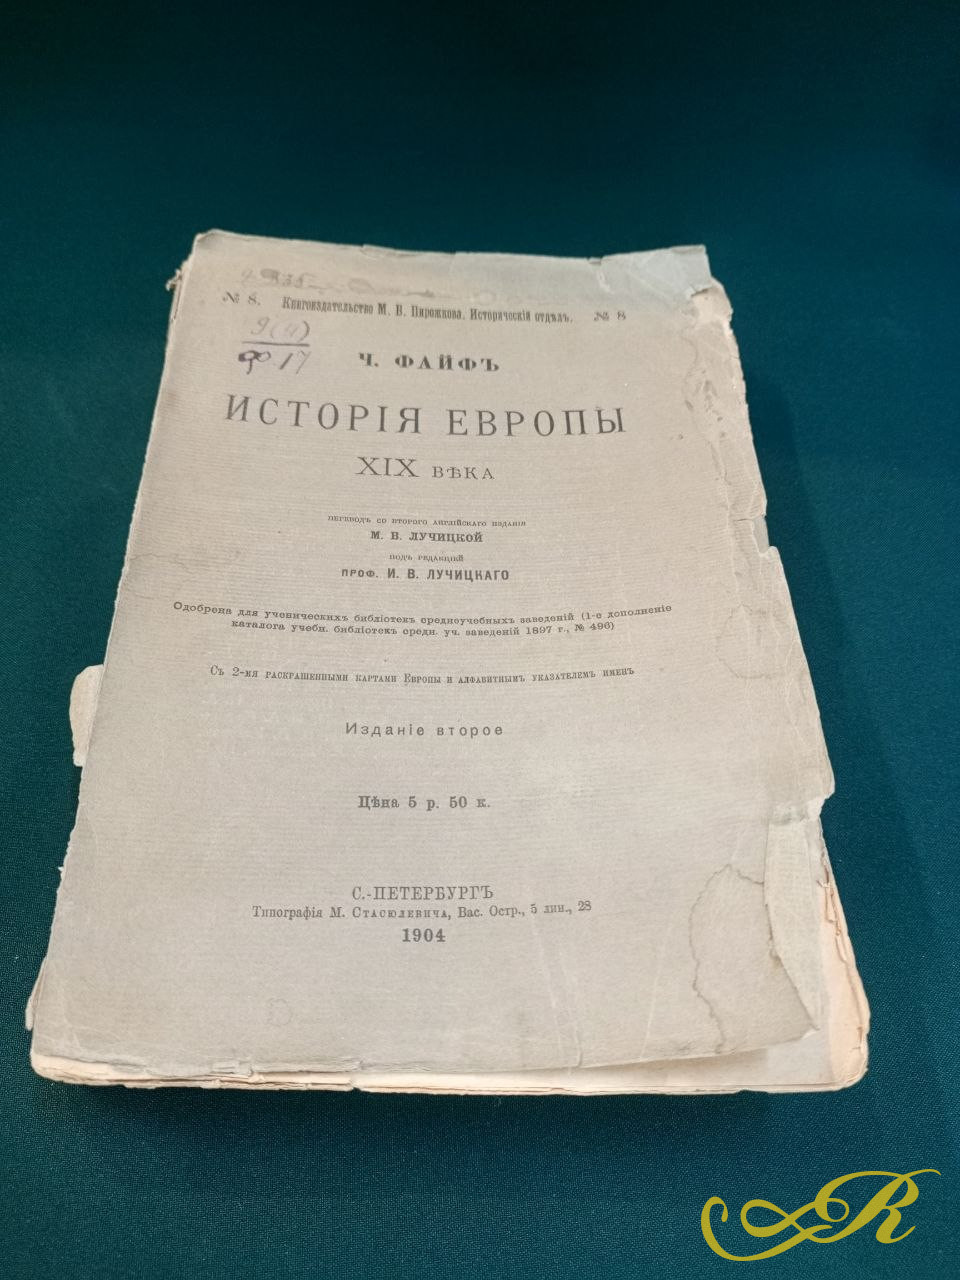 № 8. Книгоиздательство М. В. Пирожкова. Историческій отдѣлъ. № 8
9(4)
Ф 17
Ч. ФАЙФЪ
ИСТОРІЯ ЕВРОПЫ
XIX ВѢКА
ПЕРЕВОДЪ СО ВТОРОГО АНГЛІЙСКАГО ИЗДАНІЯ
М. В. ЛУЧИЦКОЙ
ПОДЪ РЕДАКЦІЕЙ
ПРОФ. И. В. ЛУЧИЦКАГО
Одобрена для ученическихъ библіотекъ среднеучебныхъ заведеній (1-е дополненіе
каталога учебн. библіотекъ средн. уч. заведеній 1897 г., № 496)
Съ 2-мя раскрашенными картами Европы и алфавитнымъ указателемъ именъ
Изданіе второе
Цѣна 5 р. 50 к.
С.-ПЕТЕРБУРГЪ
Типографія М. Стасюлевича, Вас. Остр., 5 лин., 28
1904
R